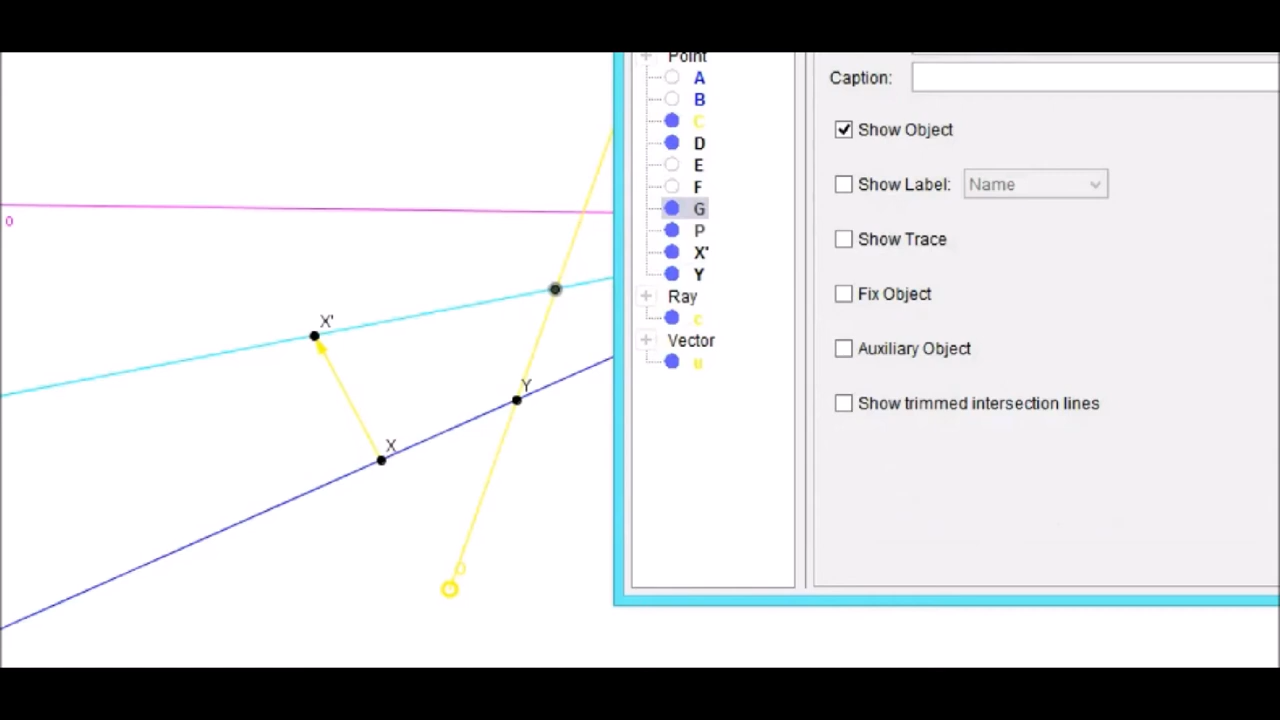 Point
A
B
C
D
E
F
G
P
X'
Y
Ray
c
Vector
u
Caption:
Show Object
Show Label: Name
Show Trace
Fix Object
Auxiliary Object
Show trimmed intersection lines
0
X'
Y
X
O